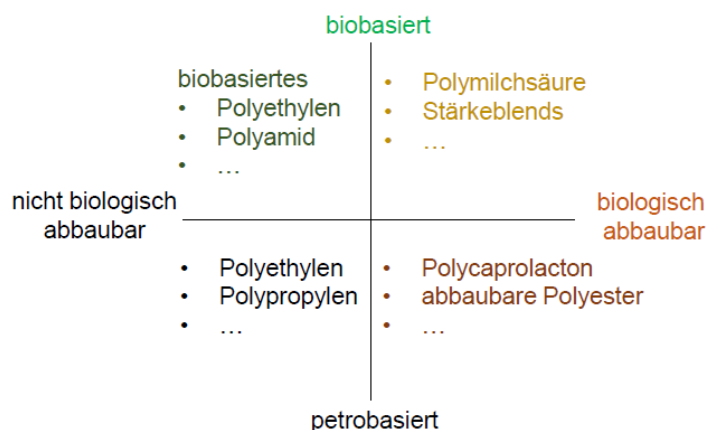 biobasiert
biobasiertes
• Polyethylen
• Polyamid
• ...
• Polymilchsäure
• Stärkeblends
• ...
nicht biologisch
abbaubar
biologisch
abbaubar
• Polyethylen
• Polypropylen
• ...
• Polycaprolacton
• abbaubare Polyester
• ...
petrobasiert